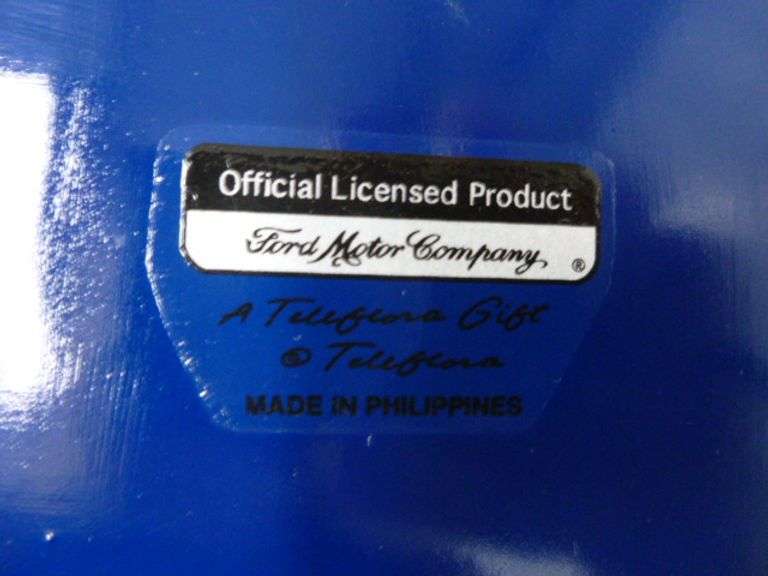 Official Licensed Product
Ford Motor Company ®
A Teleflora Gift
© Teleflora
MADE IN PHILIPPINES